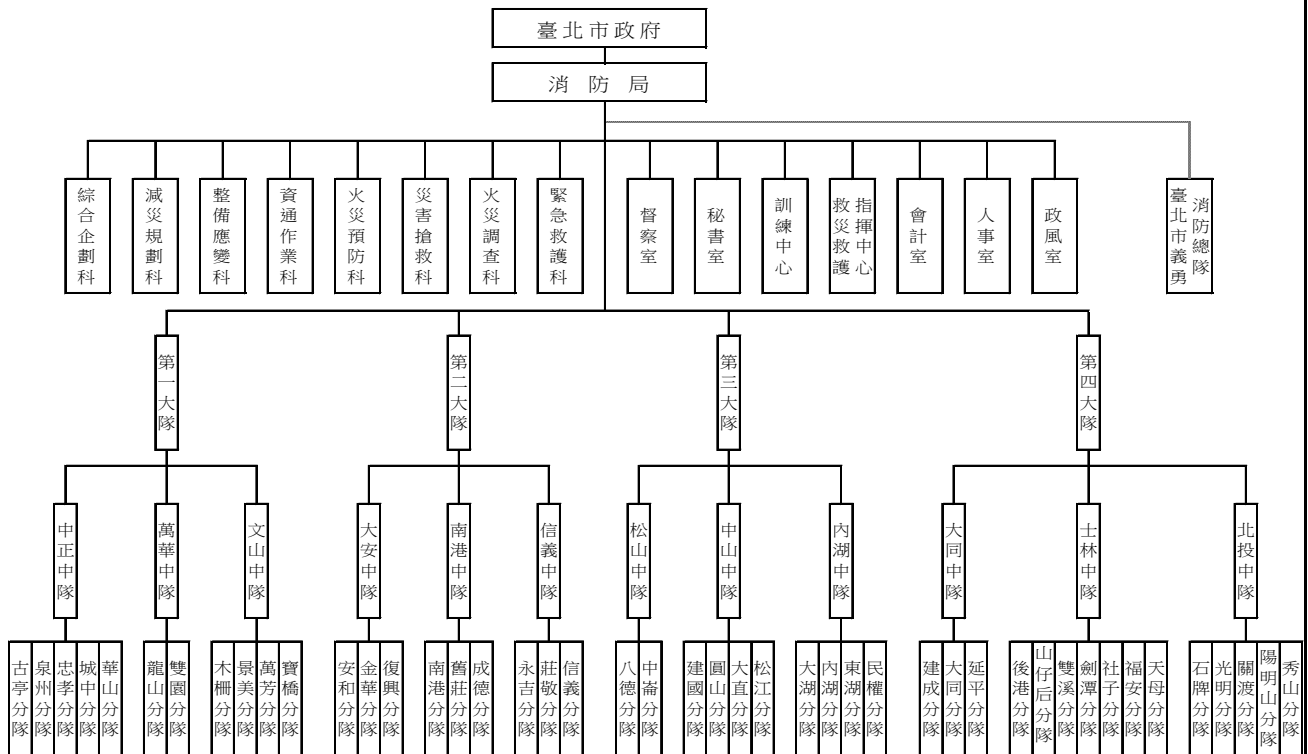 臺北市政府
消防局
綜合企劃科
減災規劃科
整備應變科
資通作業科
火災預防科
災害搶救科
火災調查科
緊急救護科
督察室
秘書室
訓練中心
救災救護
指揮中心
會計室
人事室
政風室
臺北市義勇
消防總隊
第一大隊
第二大隊
第三大隊
第四大隊
中正中隊
萬華中隊
文山中隊
大安中隊
南港中隊
信義中隊
松山中隊
中山中隊
內湖中隊
大同中隊
士林中隊
北投中隊
古亭分隊
泉州分隊
忠孝分隊
城中分隊
華山分隊
龍山分隊
雙園分隊
木柵分隊
景美分隊
萬芳分隊
寶橋分隊
安和分隊
金華分隊
復興分隊
南港分隊
舊莊分隊
成德分隊
永吉分隊
莊敬分隊
信義分隊
八德分隊
中崙分隊
建國分隊
圓山分隊
大直分隊
松江分隊
大湖分隊
內湖分隊
東湖分隊
民權分隊
建成分隊
大同分隊
延平分隊
後港分隊
山仔后分隊
雙溪分隊
劍潭分隊
社子分隊
福安分隊
天母分隊
石牌分隊
光明分隊
關渡分隊
陽明山分隊
秀山分隊